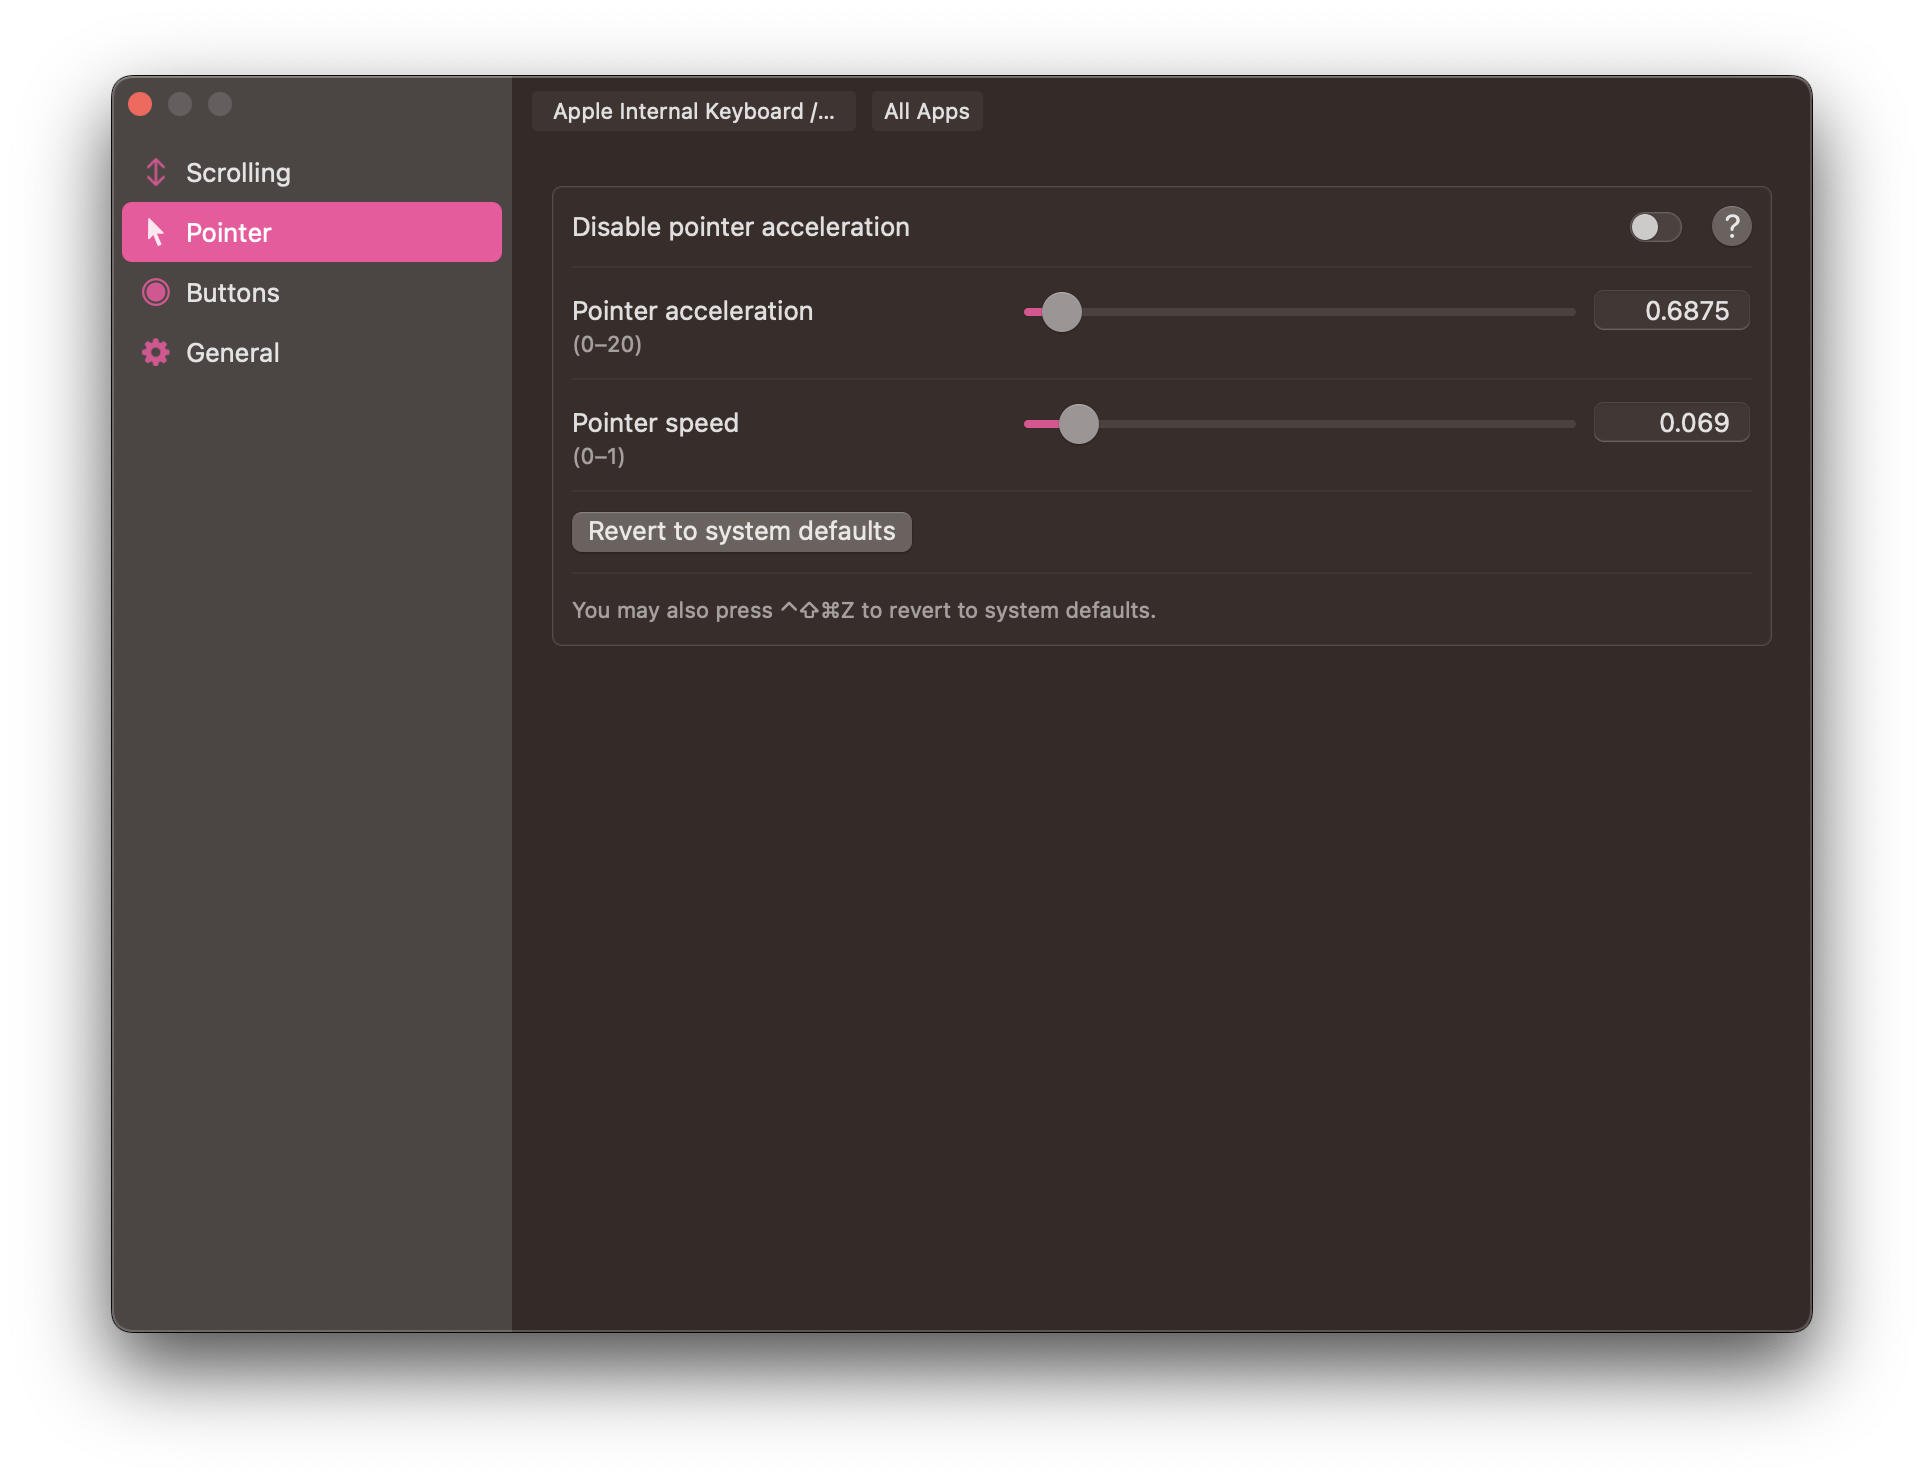 Apple Internal Keyboard /...
All Apps
Scrolling
Pointer
Buttons
General
Disable pointer acceleration
?
Pointer acceleration
0.6875
(0–20)
Pointer speed
0.069
(0–1)
Revert to system defaults
You may also press ⌃⇧⌘Z to revert to system defaults.